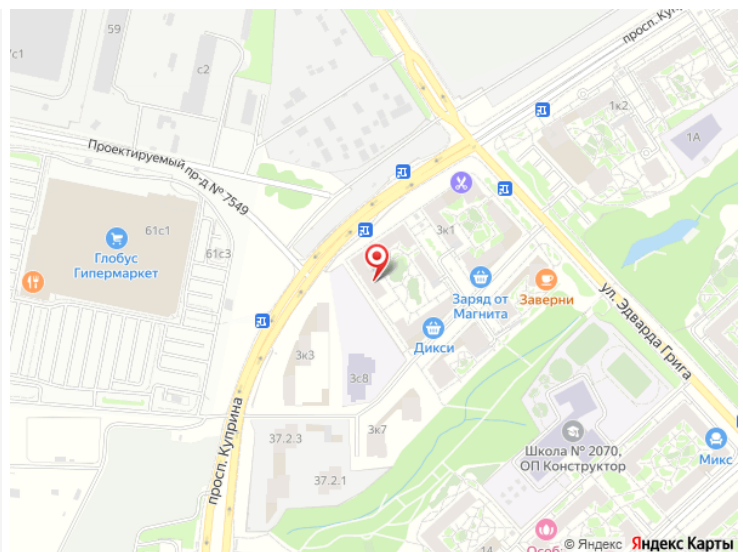 59
7с1
с2
просп. Куприна
1к2
1А
Проектируемый пр-д № 7549
61с1
61с3
Глобус
Гипермаркет
3к1
Заряд от
Магнита
Заверни
ул. Эдварда Грига
Дикси
3к3
3с8
3к7
просп. Куприна
37.2.3
37.2.1
Школа № 2070,
ОП Конструктор
Микс
14
© Яндекс Яндекс Карты